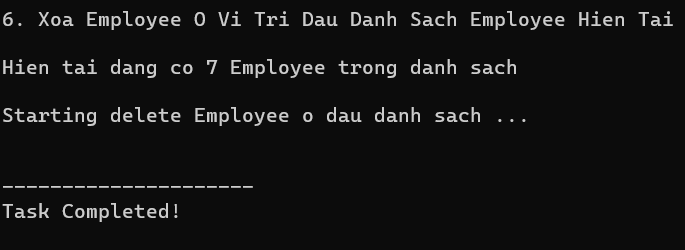 6. Xoa Employee O Vi Tri Dau Danh Sach Employee Hien Tai
Hien tai dang co 7 Employee trong danh sach
Starting delete Employee o dau danh sach ...
_____________________
Task Completed!